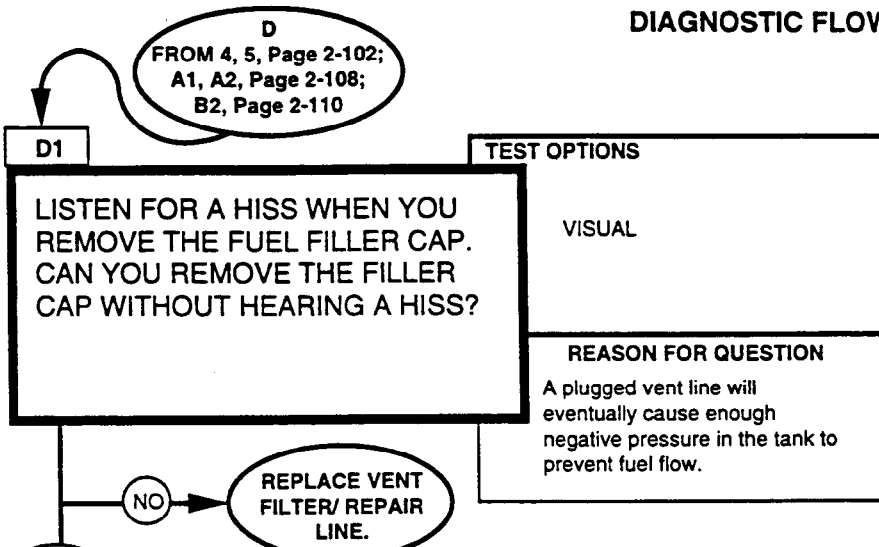 DIAGNOSTIC FLOW
D
FROM 4, 5, Page 2-102;
A1, A2, Page 2-108;
B2, Page 2-110
D1
LISTEN FOR A HISS WHEN YOU
REMOVE THE FUEL FILLER CAP.
CAN YOU REMOVE THE FILLER
CAP WITHOUT HEARING A HISS?
TEST OPTIONS
VISUAL
REASON FOR QUESTION
A plugged vent line will
eventually cause enough
negative pressure in the tank to
prevent fuel flow.
NO
REPLACE VENT
FILTER/ REPAIR
LINE.